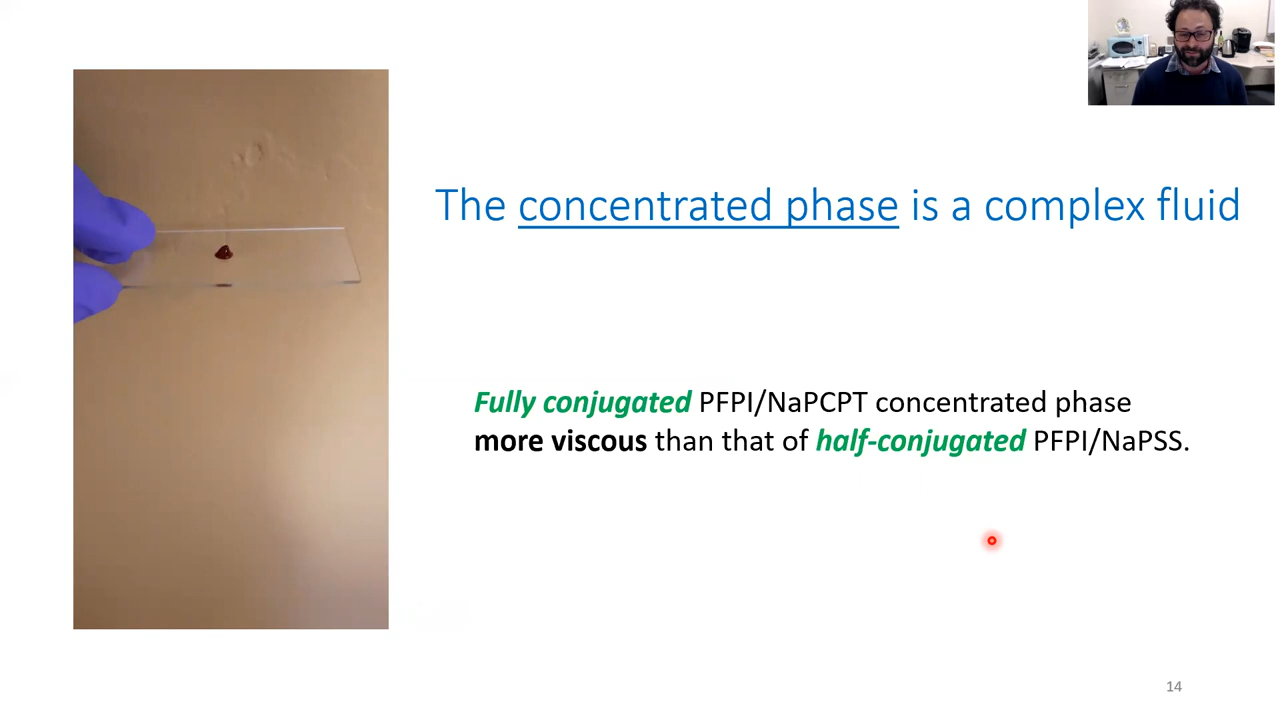 The concentrated phase is a complex fluid
Fully conjugated PFPI/NaPCPT concentrated phase
more viscous than that of half-conjugated PFPI/NaPSS.
14